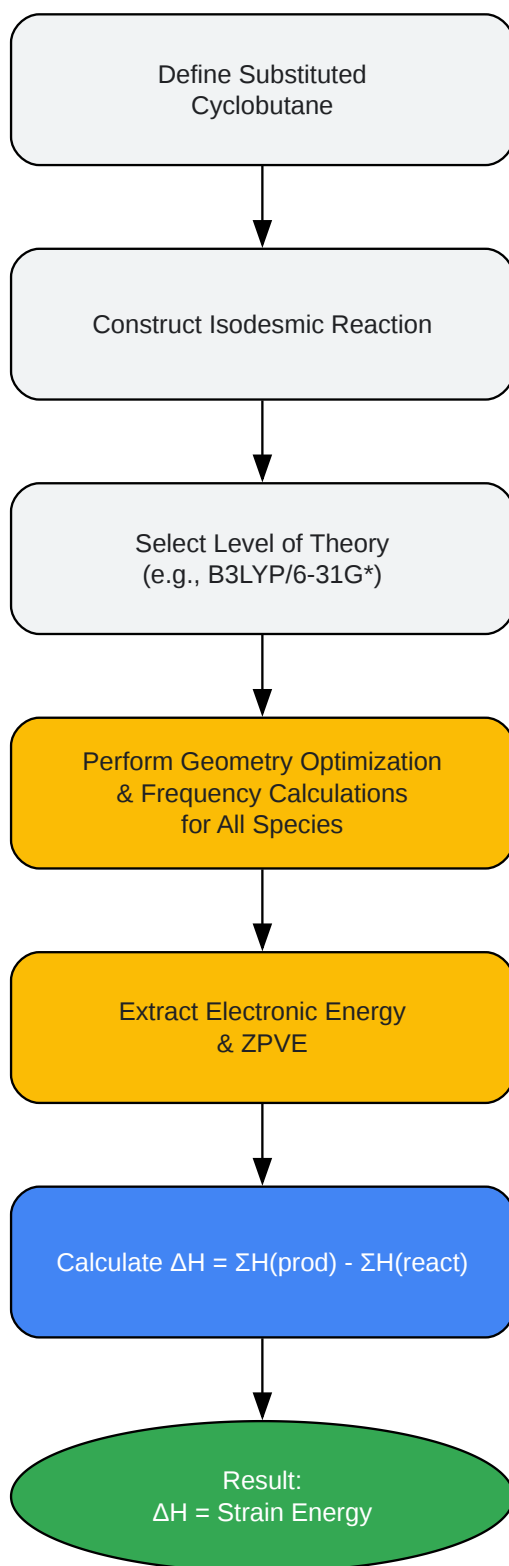 Define Substituted
Cyclobutane
Construct Isodesmic Reaction
Select Level of Theory
(e.g., B3LYP/6-31G*)
Perform Geometry Optimization
& Frequency Calculations
for All Species
Extract Electronic Energy
& ZPVE
Calculate ΔH = ΣH(prod) - ΣH(react)
Result:
ΔH = Strain Energy